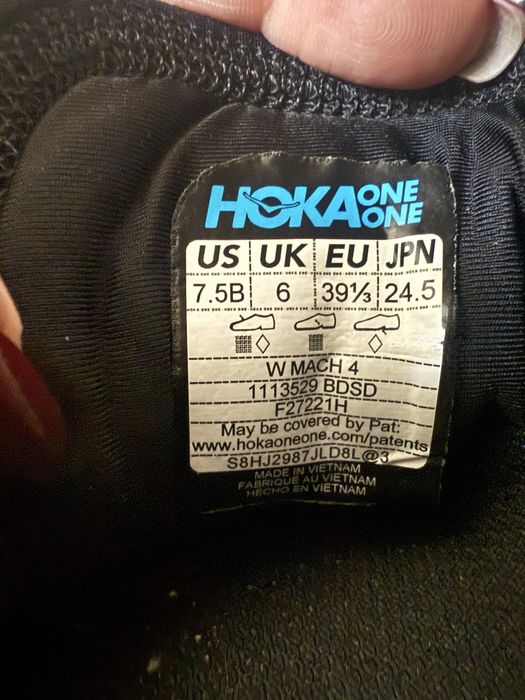 HOKA ONE ONE
US UK EU JPN
7.5B 6 39⅓ 24.5
W MACH 4
1113529 BDSD
F27221H
May be covered by Pat:
www.hokaoneone.com/patents
S8HJ2987JLD8L@3
MADE IN VIETNAM
FABRIQUE AU VIETNAM
HECHO EN VIETNAM